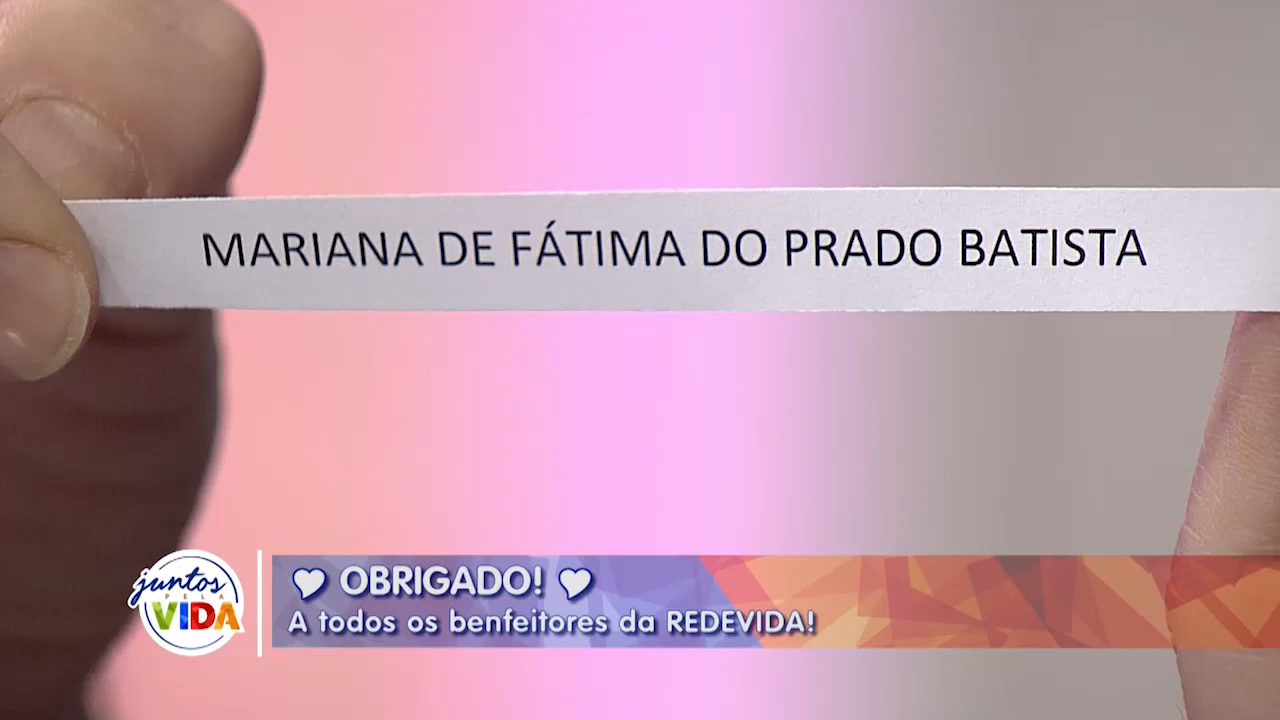 MARIANA DE FÁTIMA DO PRADO BATISTA
juntos
PELA
VIDA
OBRIGADO!
A todos os benfeitores da REDEVIDA!